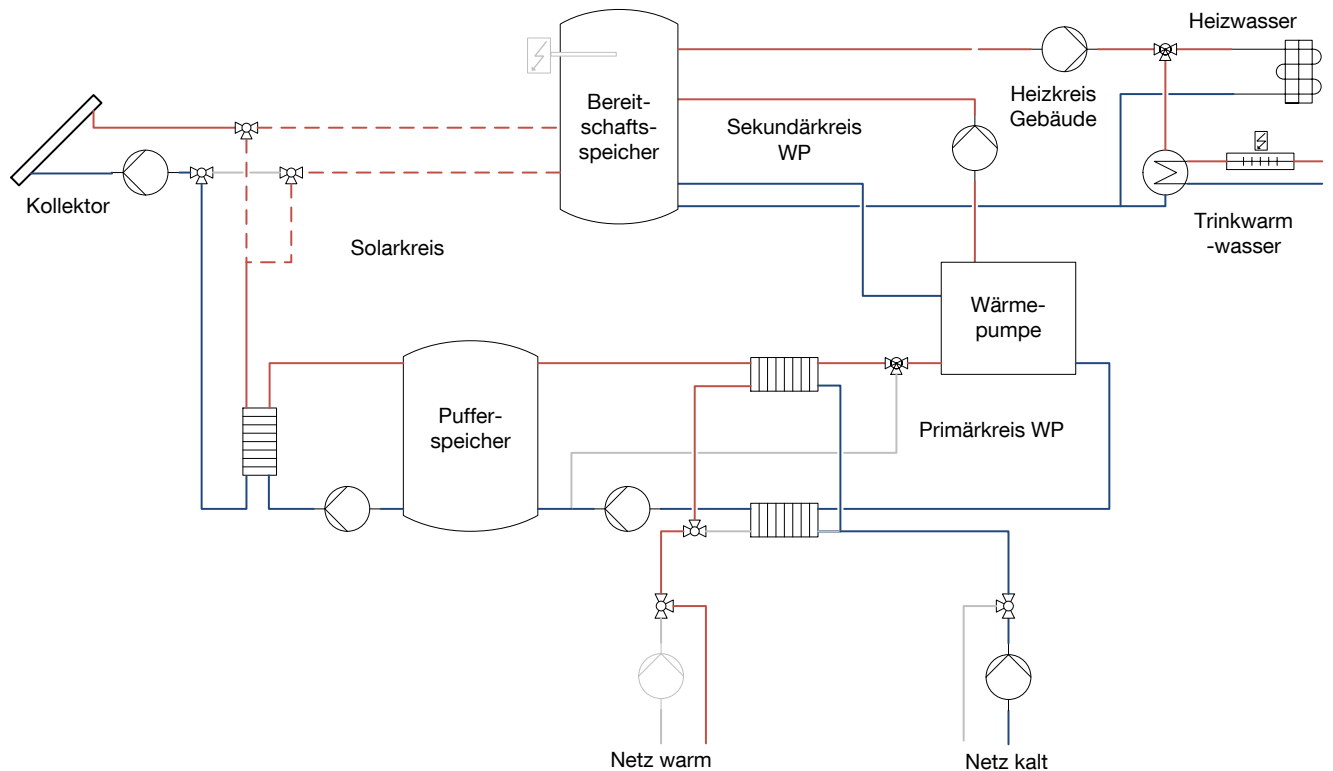 Heizwasser
Heizkreis
Gebäude
Bereit-
schafts-
speicher
Sekundärkreis
WP
Kollektor
Solarkreis
Trinkwarm
-wasser
Wärme-
pumpe
Puffer-
speicher
Primärkreis WP
Netz warm
Netz kalt